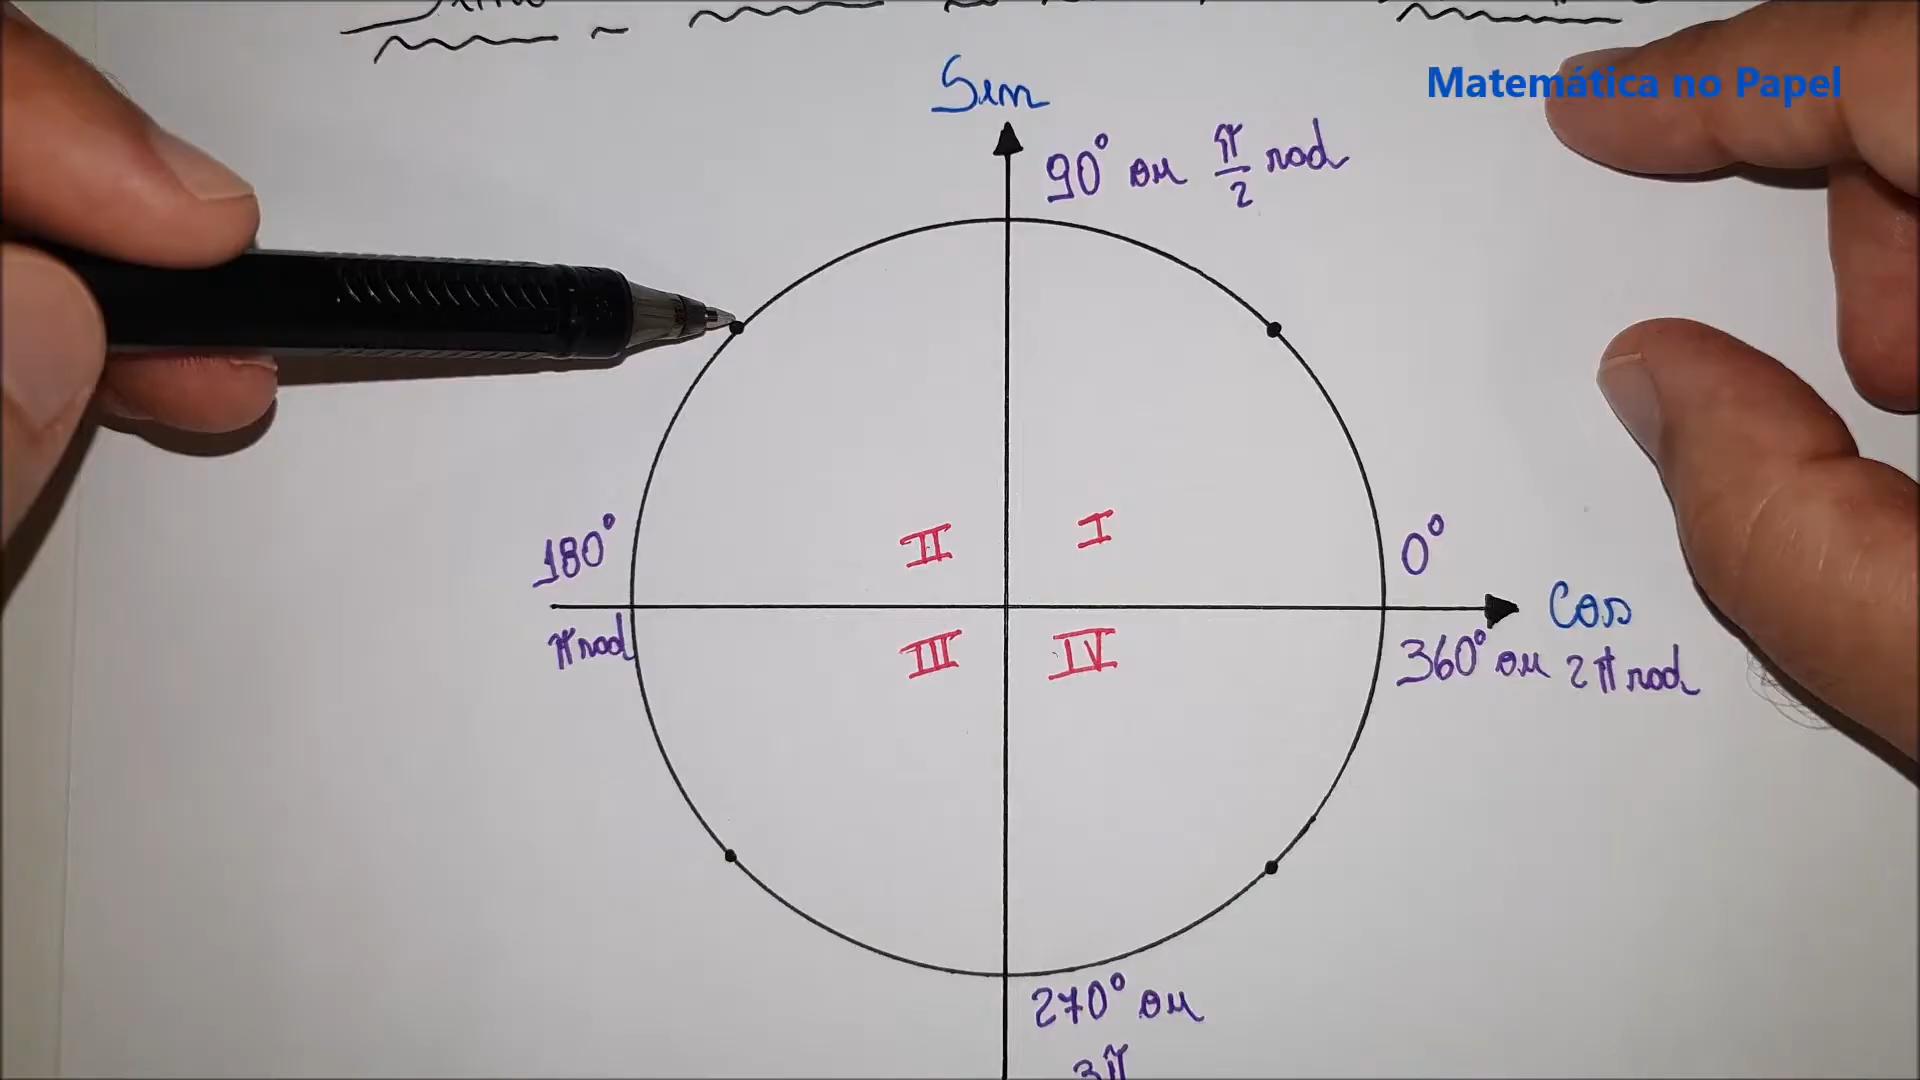 Matemática no Papel
Sen
90° ou π/2 rad
180°
II
I
0°
Cos
π rad
III
IV
360° ou 2π rad
270° ou
3π